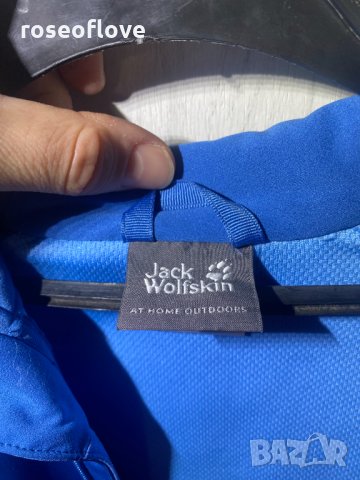 roseoflove
Jack
Wolfskin
AT HOME OUTDOORS
BAZAR